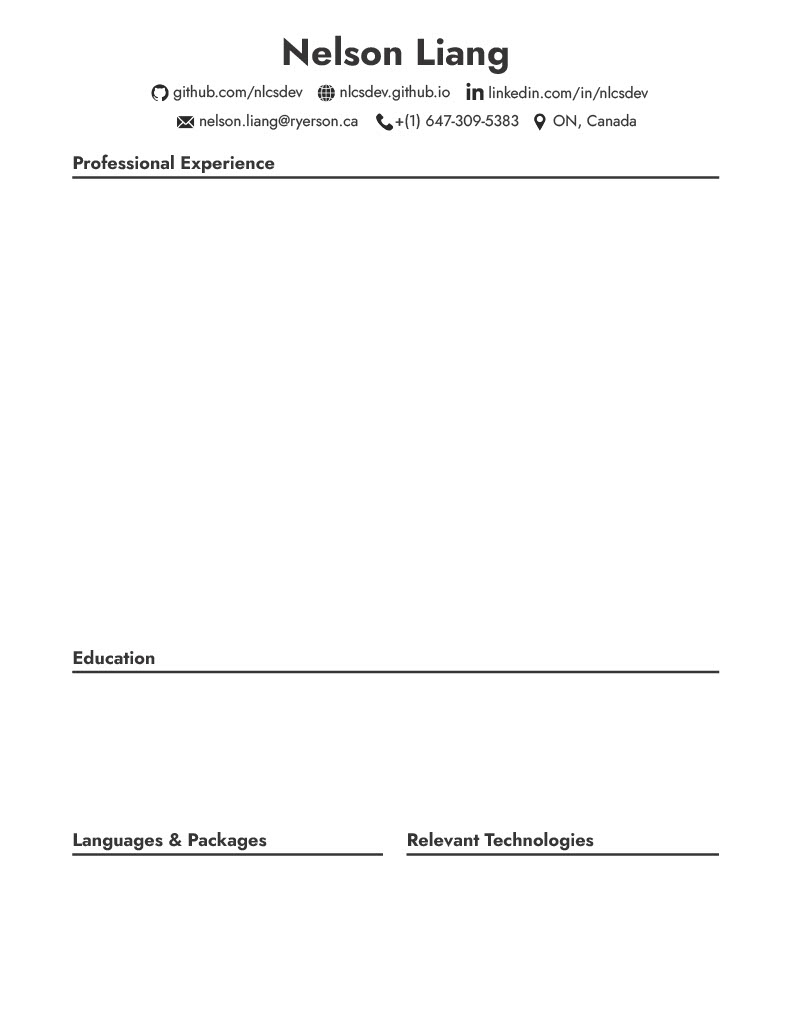 Nelson Liang
github.com/nlcsdev nlcsdev.github.io linkedin.com/in/nlcsdev
nelson.liang@ryerson.ca +(1) 647-309-5383 ON, Canada
Professional Experience
Education
Languages & Packages
Relevant Technologies